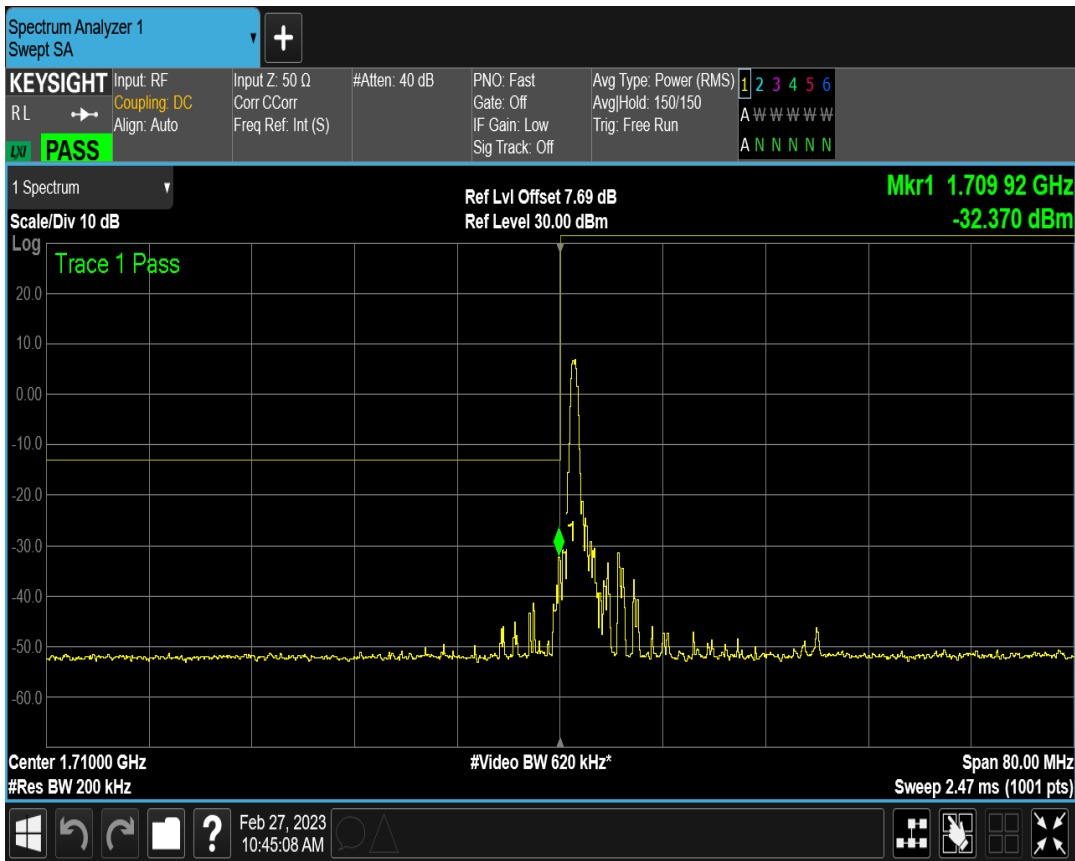 Spectrum Analyzer 1
Swept SA
+
KEYSIGHT
RL
LXI PASS
Input: RF
Coupling: DC
Align: Auto
Input Z: 50 Ω
Corr CCorr
Freq Ref: Int (S)
#Atten: 40 dB
PNO: Fast
Gate: Off
IF Gain: Low
Sig Track: Off
Avg Type: Power (RMS)
Avg|Hold: 150/150
Trig: Free Run
1 2 3 4 5 6
A W W W W W
A N N N N N
1 Spectrum
Scale/Div 10 dB
Ref Lvl Offset 7.69 dB
Ref Level 30.00 dBm
Mkr1 1.709 92 GHz
-32.370 dBm
Log
Trace 1 Pass
20.0
10.0
0.00
-10.0
-20.0
-30.0
-40.0
-50.0
-60.0
1
Center 1.71000 GHz
#Res BW 200 kHz
#Video BW 620 kHz*
Span 80.00 MHz
Sweep 2.47 ms (1001 pts)
?
Feb 27, 2023
10:45:08 AM